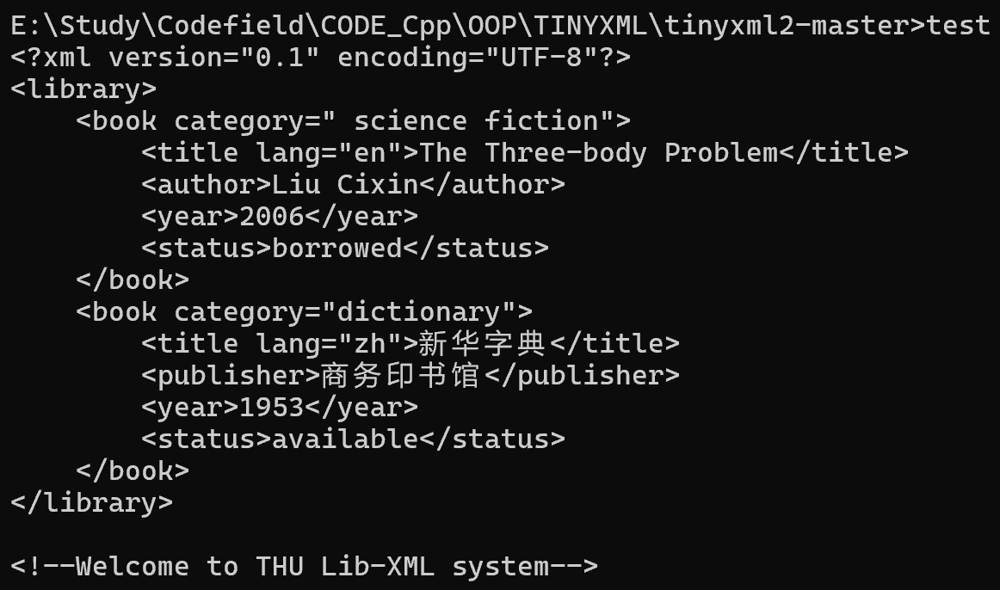 E:\Study\Codefield\CODE_Cpp\OOP\TINYXML\tinyxml2-master>test
<?xml version="0.1" encoding="UTF-8"?>
<library>
    <book category=" science fiction">
        <title lang="en">The Three-body Problem</title>
        <author>Liu Cixin</author>
        <year>2006</year>
        <status>borrowed</status>
    </book>
    <book category="dictionary">
        <title lang="zh">新华字典</title>
        <publisher>商务印书馆</publisher>
        <year>1953</year>
        <status>available</status>
    </book>
</library>

<!--Welcome to THU Lib-XML system-->